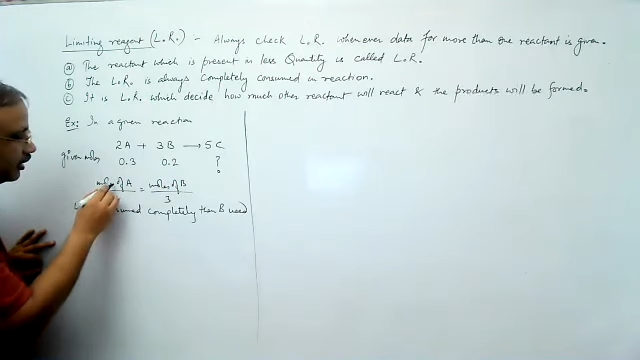 Limiting reagent (L.R.) :- Always check L.R. whenever data for more than one reactant is given.
(a) The reactant which is present in less Quantity is called L.R.
(b) The L.R. is always completely consumed in reaction.
(c) It is L.R. which decide how much other reactant will react & the products will be formed.
Ex:- In a given reaction
2A + 3B → 5C
given moles 0.3 0.2 ?
moles of A = moles of B
3
completely then B used